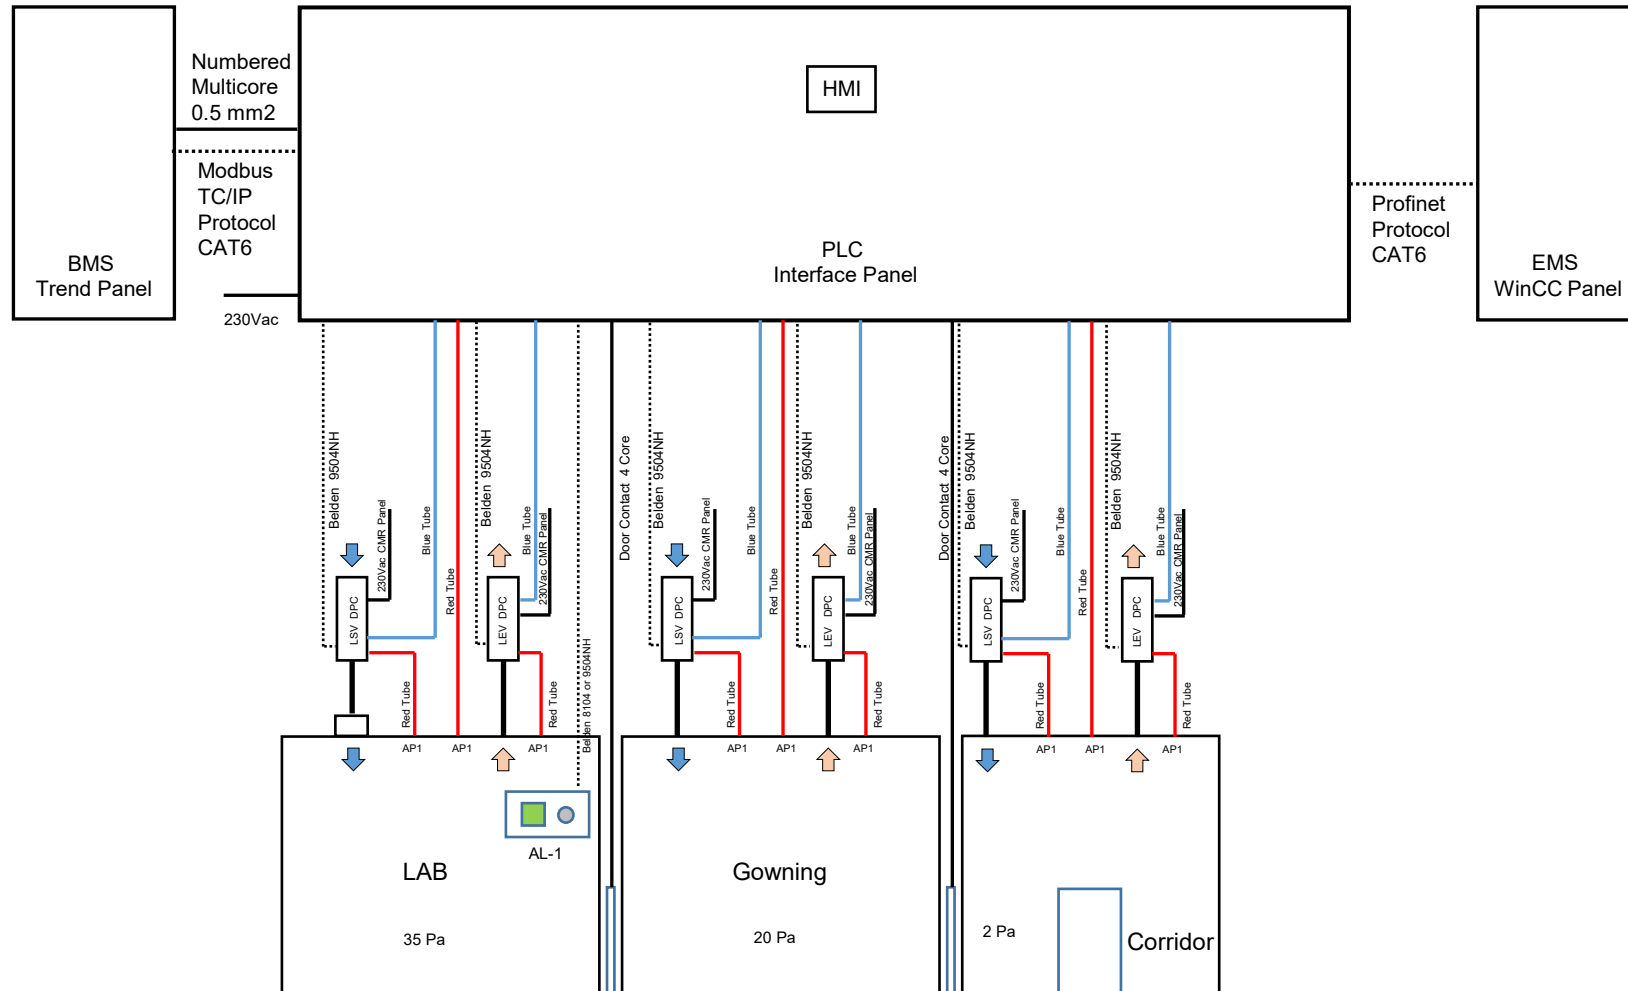 Numbered
Multicore
0.5 mm2
Modbus
TC/IP
Protocol
CAT6
BMS
Trend Panel
230Vac
HMI
PLC
Interface Panel
Profinet
Protocol
CAT6
EMS
WinCC Panel
Belden 9504NH
230Vac CMR Panel
Blue Tube
Red Tube
Belden 9504NH
Blue Tube
230Vac CMR Panel
Belden 8104 or 9504NH
Door Contact 4 Core
Belden 9504NH
230Vac CMR Panel
Blue Tube
Red Tube
Belden 9504NH
Blue Tube
230Vac CMR Panel
Door Contact 4 Core
Belden 9504NH
230Vac CMR Panel
Blue Tube
Red Tube
Belden 9504NH
Blue Tube
230Vac CMR Panel
LSV DPC
LEV DPC
LSV DPC
LEV DPC
LSV DPC
LEV DPC
Red Tube
Red Tube
Red Tube
Red Tube
Red Tube
Red Tube
AP1
AP1
AP1
AP1
AP1
AP1
AP1
AP1
AP1
AL-1
LAB
35 Pa
Gowning
20 Pa
2 Pa
Corridor